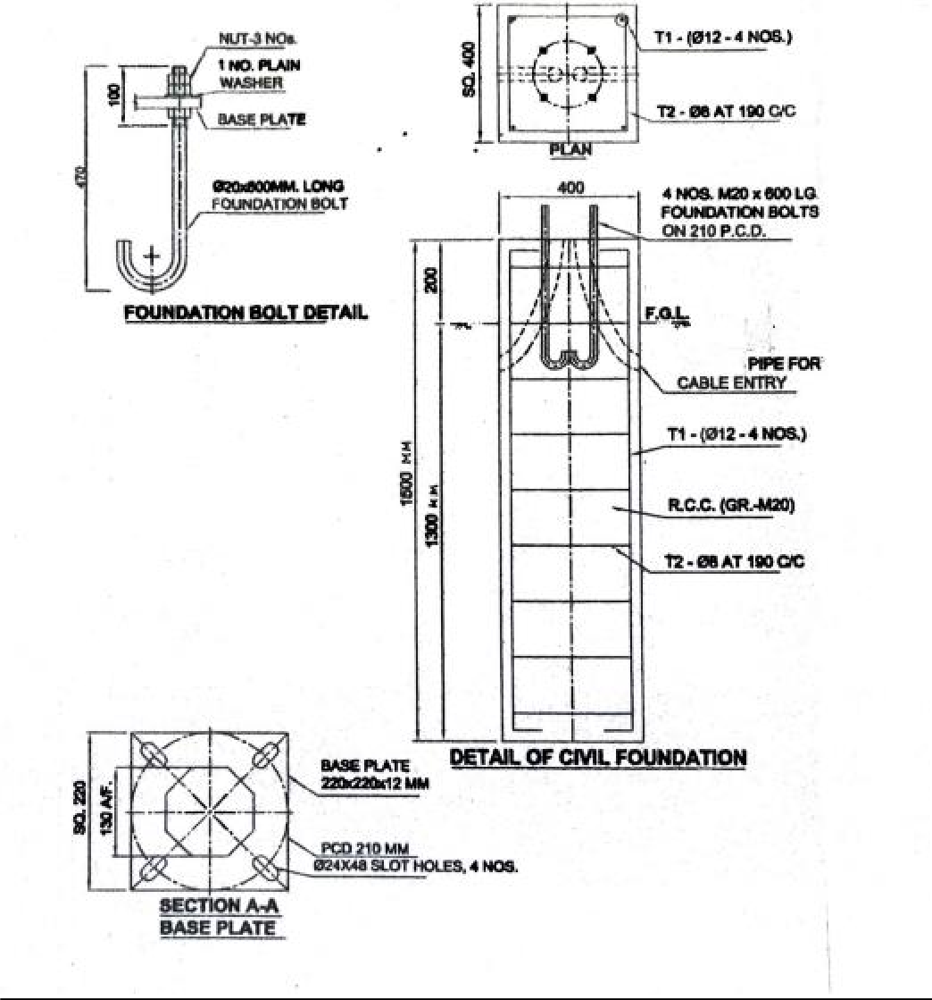 NUT-3 NOs.
1 NO. PLAIN
WASHER
BASE PLATE
100
470
Ø20x600MM. LONG
FOUNDATION BOLT
FOUNDATION BOLT DETAIL
SQ. 400
T1 - (Ø12 - 4 NOS.)
T2 - Ø8 AT 190 C/C
PLAN
400
4 NOS. M20 x 600 LG.
FOUNDATION BOLTS
ON 210 P.C.D.
200
F.G.L.
PIPE FOR
CABLE ENTRY
T1 - (Ø12 - 4 NOS.)
1500 MM
1300 MM
R.C.C. (GR.-M20)
T2 - Ø8 AT 190 C/C
DETAIL OF CIVIL FOUNDATION
SQ. 220
130 A/F.
BASE PLATE
220x220x12 MM
PCD 210 MM
Ø24X48 SLOT HOLES, 4 NOS.
SECTION A-A
BASE PLATE